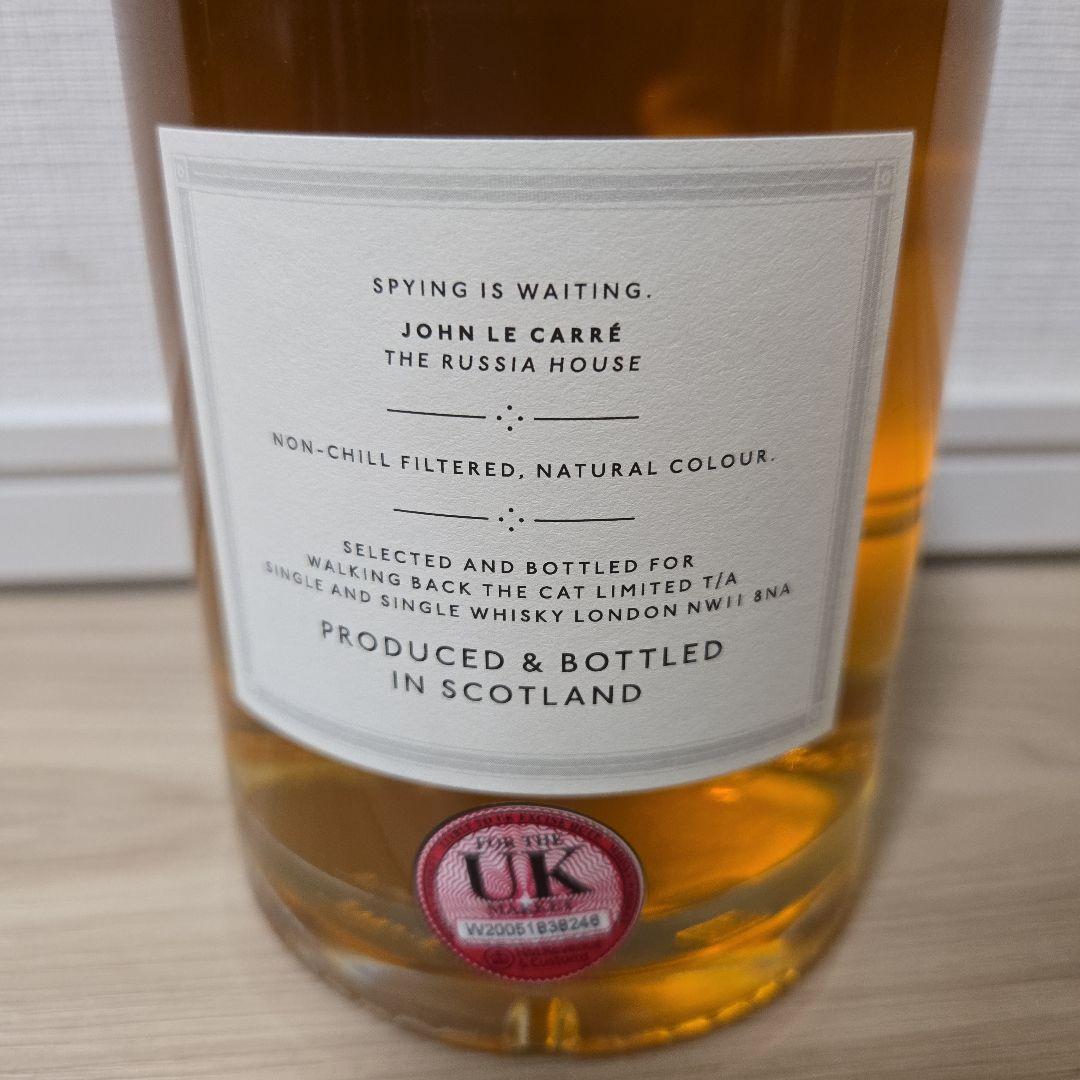 SPYING IS WAITING.
JOHN LE CARRÉ
THE RUSSIA HOUSE
NON-CHILL FILTERED, NATURAL COLOUR.
SELECTED AND BOTTLED FOR
WALKING BACK THE CAT LIMITED T/A
SINGLE AND SINGLE WHISKY LONDON NW11 8NA
PRODUCED & BOTTLED
IN SCOTLAND
FOR THE
UK
MARKET
W20051838246
& Customs